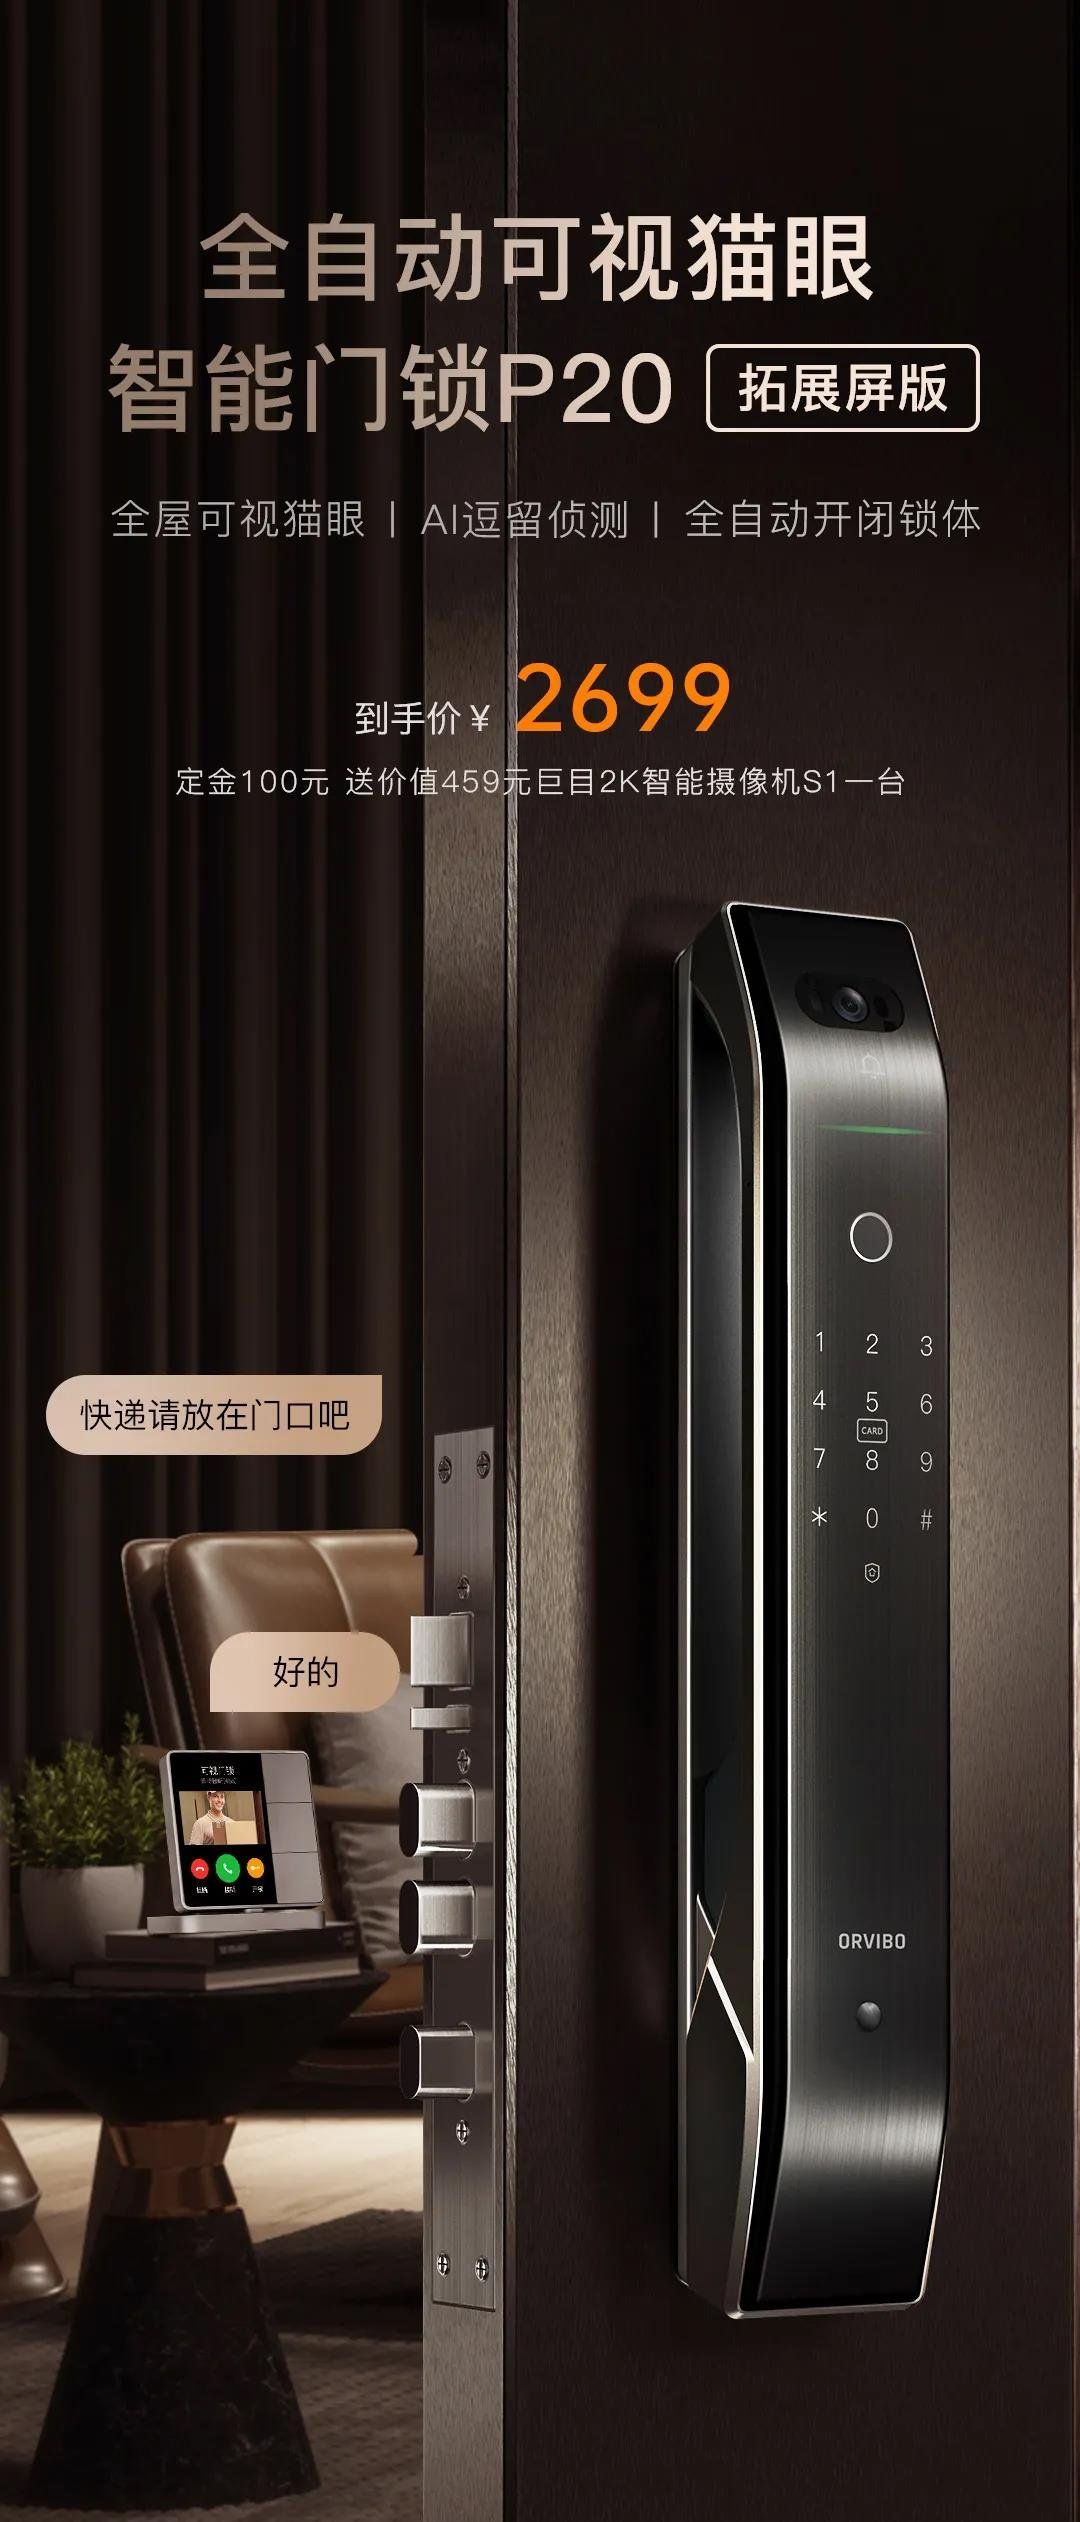 全自动可视猫眼
智能门锁P20 拓展屏版
全屋可视猫眼 | AI逗留侦测 | 全自动开闭锁体
到手价¥ 2699
定金100元 送价值459元巨目2K智能摄像机S1一台
快递请放在门口吧
好的
可视门锁
1 2 3
4 5 6
CARD
7 8 9
* 0 #
ORVIBO